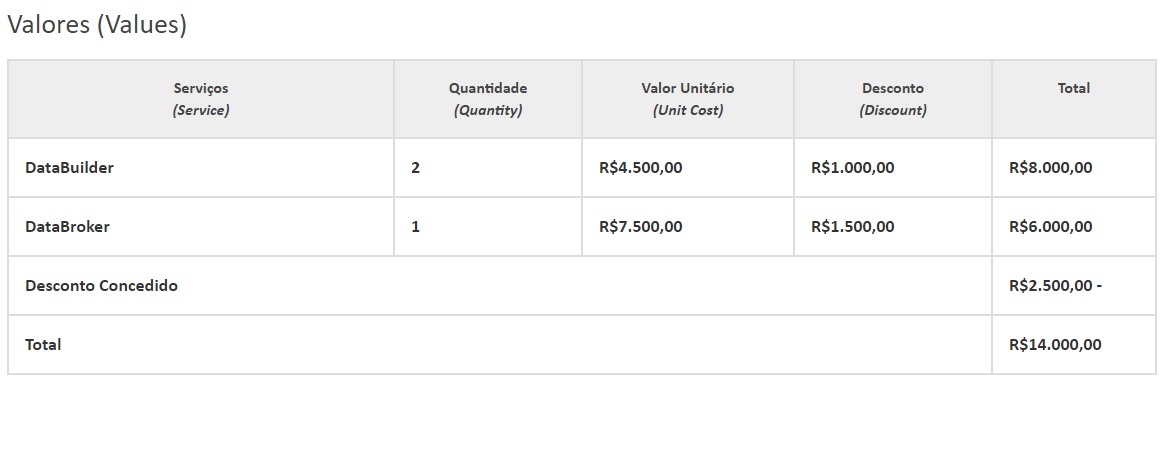 Valores (Values)
Serviços Quantidade Valor Unitário Desconto Total
(Service) (Quantity) (Unit Cost) (Discount)
DataBuilder 2 R$4.500,00 R$1.000,00 R$8.000,00
DataBroker 1 R$7.500,00 R$1.500,00 R$6.000,00
Desconto Concedido R$2.500,00 -
Total R$14.000,00